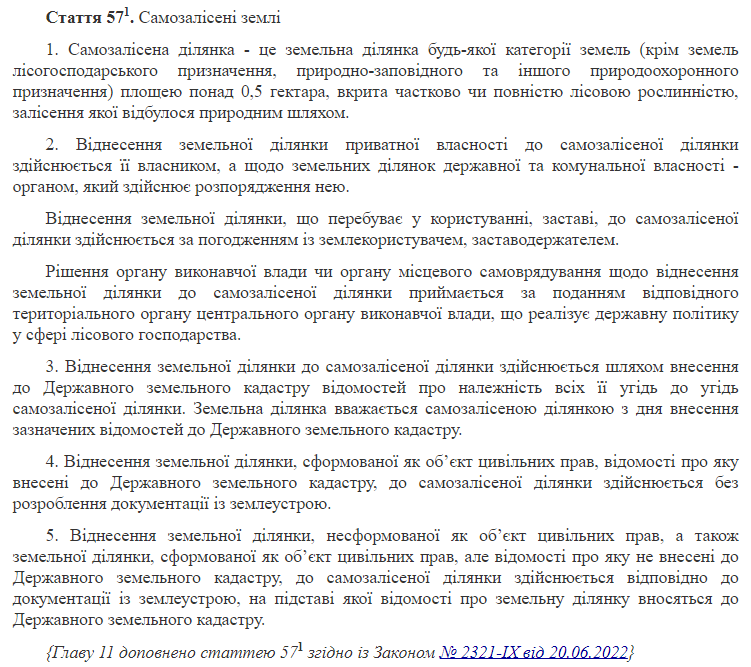 Стаття 57¹. Самозалісені землі
1. Самозалісена ділянка - це земельна ділянка будь-якої категорії земель (крім земель
лісогосподарського призначення, природно-заповідного та іншого природоохоронного
призначення) площею понад 0,5 гектара, вкрита частково чи повністю лісовою рослинністю,
залісення якої відбулося природним шляхом.
2. Віднесення земельної ділянки приватної власності до самозалісеної ділянки
здійснюється її власником, а щодо земельних ділянок державної та комунальної власності -
органом, який здійснює розпорядження нею.
Віднесення земельної ділянки, що перебуває у користуванні, заставі, до самозалісеної
ділянки здійснюється за погодженням із землекористувачем, заставодержателем.
Рішення органу виконавчої влади чи органу місцевого самоврядування щодо віднесення
земельної ділянки до самозалісеної ділянки приймається за поданням відповідного
територіального органу центрального органу виконавчої влади, що реалізує державну політику
у сфері лісового господарства.
3. Віднесення земельної ділянки до самозалісеної ділянки здійснюється шляхом внесення
до Державного земельного кадастру відомостей про належність всіх її угідь до угідь
самозалісеної ділянки. Земельна ділянка вважається самозалісеною ділянкою з дня внесення
зазначених відомостей до Державного земельного кадастру.
4. Віднесення земельної ділянки, сформованої як об’єкт цивільних прав, відомості про яку
внесені до Державного земельного кадастру, до самозалісеної ділянки здійснюється без
розроблення документації із землеустрою.
5. Віднесення земельної ділянки, несформованої як об’єкт цивільних прав, а також
земельної ділянки, сформованої як об’єкт цивільних прав, але відомості про яку не внесені до
Державного земельного кадастру, до самозалісеної ділянки здійснюється відповідно до
документації із землеустрою, на підставі якої відомості про земельну ділянку вносяться до
Державного земельного кадастру.
{Главу 11 доповнено статтею 57¹ згідно із Законом № 2321-IX від 20.06.2022}